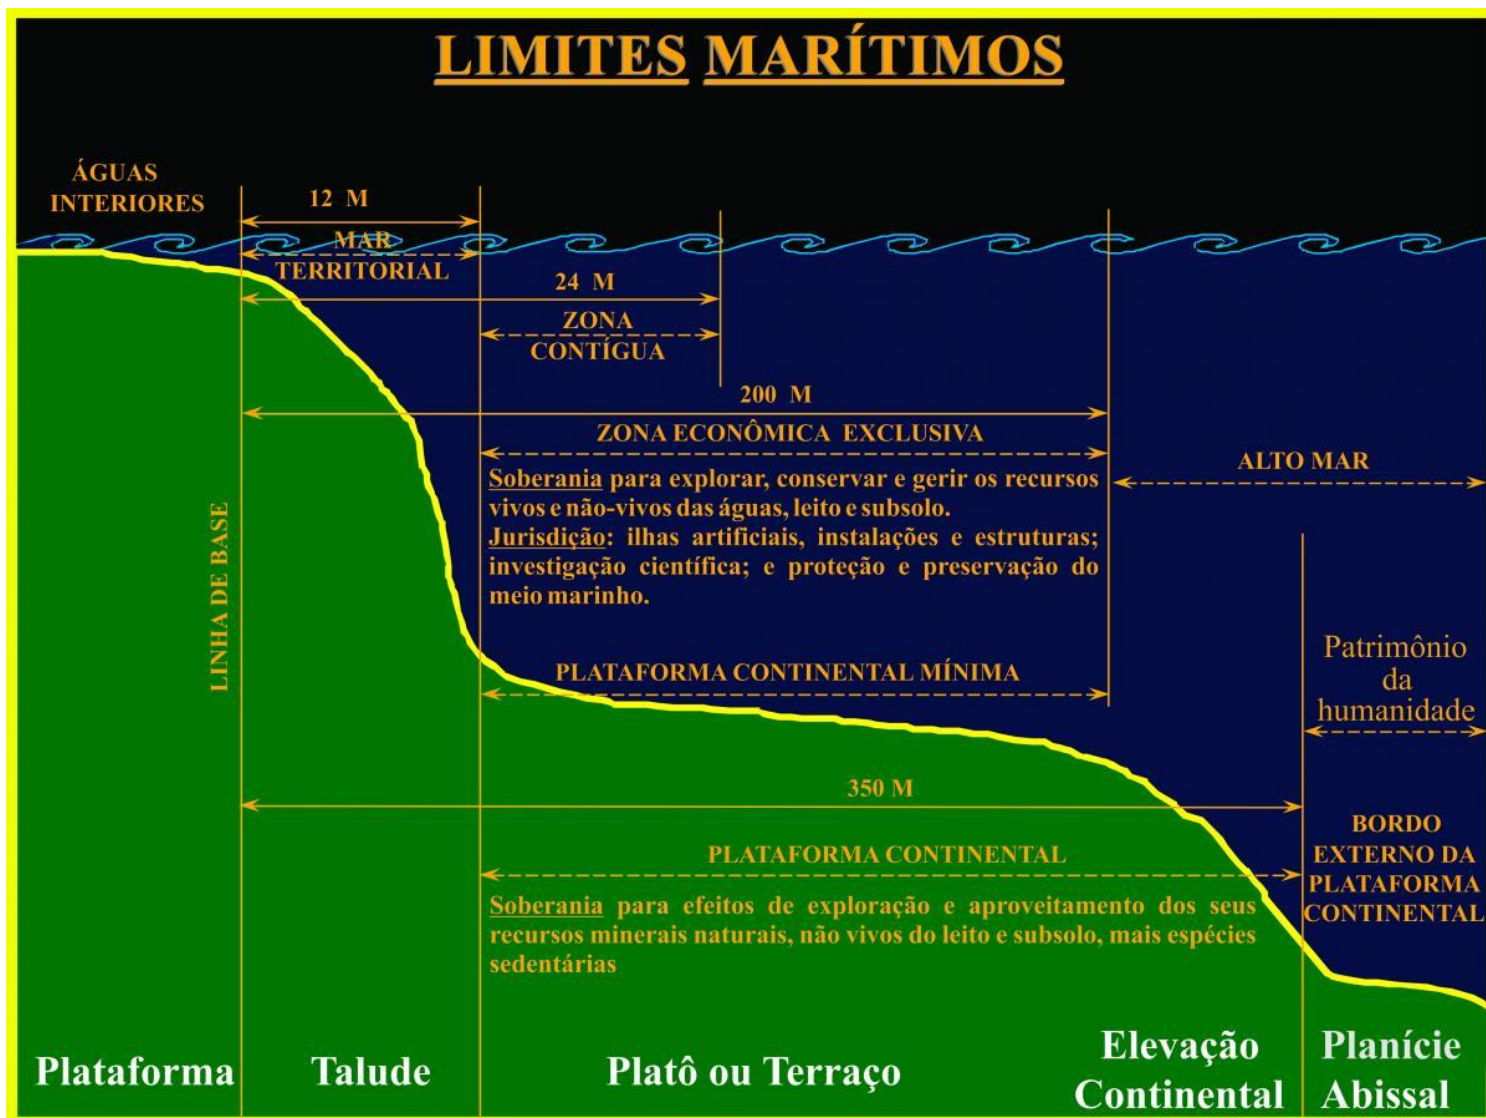 LIMITES MARÍTIMOS
ÁGUAS
INTERIORES
12 M
MAR
TERRITORIAL
24 M
ZONA
CONTÍGUA
200 M
ZONA ECONÔMICA EXCLUSIVA
Soberania para explorar, conservar e gerir os recursos
vivos e não-vivos das águas, leito e subsolo.
Jurisdição: ilhas artificiais, instalações e estruturas;
investigação científica; e proteção e preservação do
meio marinho.
ALTO MAR
LINHA DE BASE
PLATAFORMA CONTINENTAL MÍNIMA
Patrimônio
da
humanidade
350 M
PLATAFORMA CONTINENTAL
Soberania para efeitos de exploração e aproveitamento dos seus
recursos minerais naturais, não vivos do leito e subsolo, mais espécies
sedentárias
BORDO
EXTERNO DA
PLATAFORMA
CONTINENTAL
Plataforma
Talude
Platô ou Terraço
Elevação
Continental
Planície
Abissal